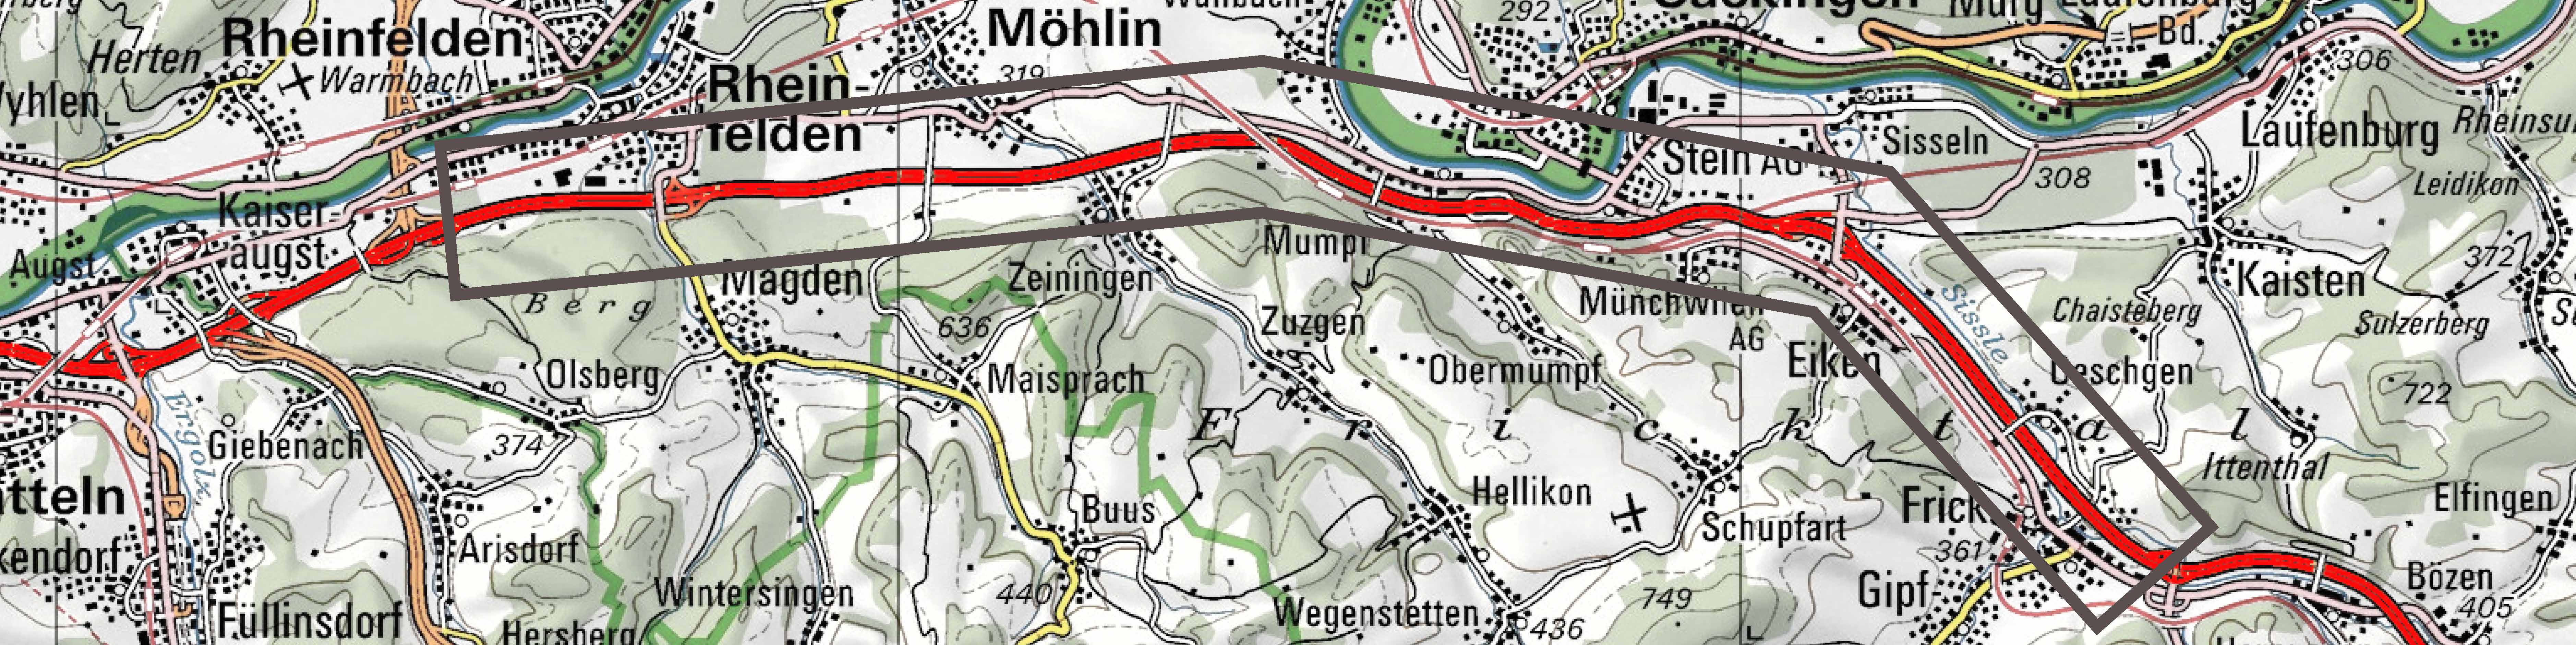 Herten
Rheinfelden
Warmbach
Möhlin
292
Murg
Bd.
306
319
Rhein-
felden
Laufenburg
Sisseln
Stein AG
308
Leidikon
Kaiser-
augst
Augst
Magden
Berg
Zeiningen
636
Mumpf
Münchwilen
AG
Sissle
Kaisten
372
Chaisteberg
Sulzerberg
Zuzgen
Obermumpf
Eiken
Oeschgen
722
Olsberg
Maisprach
Ergolz
Giebenach
374
Fricktal
Ittenthal
Hellikon
Schupfart
Frick
361
Elfingen
Buus
Arisdorf
Wintersingen
440
Wegenstetten
436
749
Gipf-
Bözen
405
Füllinsdorf
Hersberg